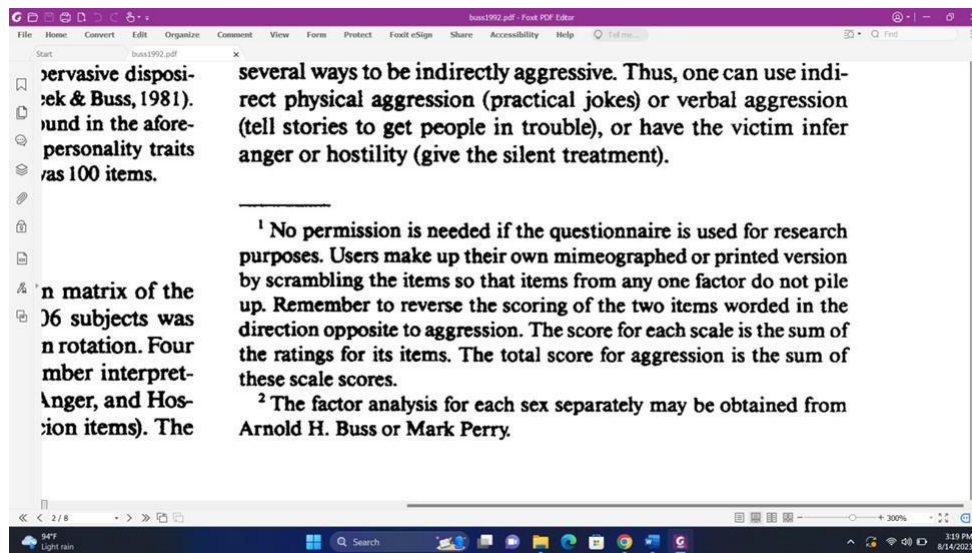 buss1992.pdf - Foxit PDF Editor
File Home Convert Edit Organize Comment View Form Protect Foxit eSign Share Accessibility Help Tell me... Find
Start buss1992.pdf
pervasive disposi-
eek & Buss, 1981).
ound in the afore-
personality traits
vas 100 items.
n matrix of the
06 subjects was
n rotation. Four
mber interpret-
Anger, and Hos-
cion items). The
several ways to be indirectly aggressive. Thus, one can use indi-
rect physical aggression (practical jokes) or verbal aggression
(tell stories to get people in trouble), or have the victim infer
anger or hostility (give the silent treatment).
¹ No permission is needed if the questionnaire is used for research
purposes. Users make up their own mimeographed or printed version
by scrambling the items so that items from any one factor do not pile
up. Remember to reverse the scoring of the two items worded in the
direction opposite to aggression. The score for each scale is the sum of
the ratings for its items. The total score for aggression is the sum of
these scale scores.
² The factor analysis for each sex separately may be obtained from
Arnold H. Buss or Mark Perry.
2 / 8 300%
94°F
Light rain
Search
3:19 PM
8/14/202